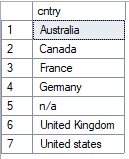 cntry
1 Australia
2 Canada
3 France
4 Germany
5 n/a
6 United Kingdom
7 United states